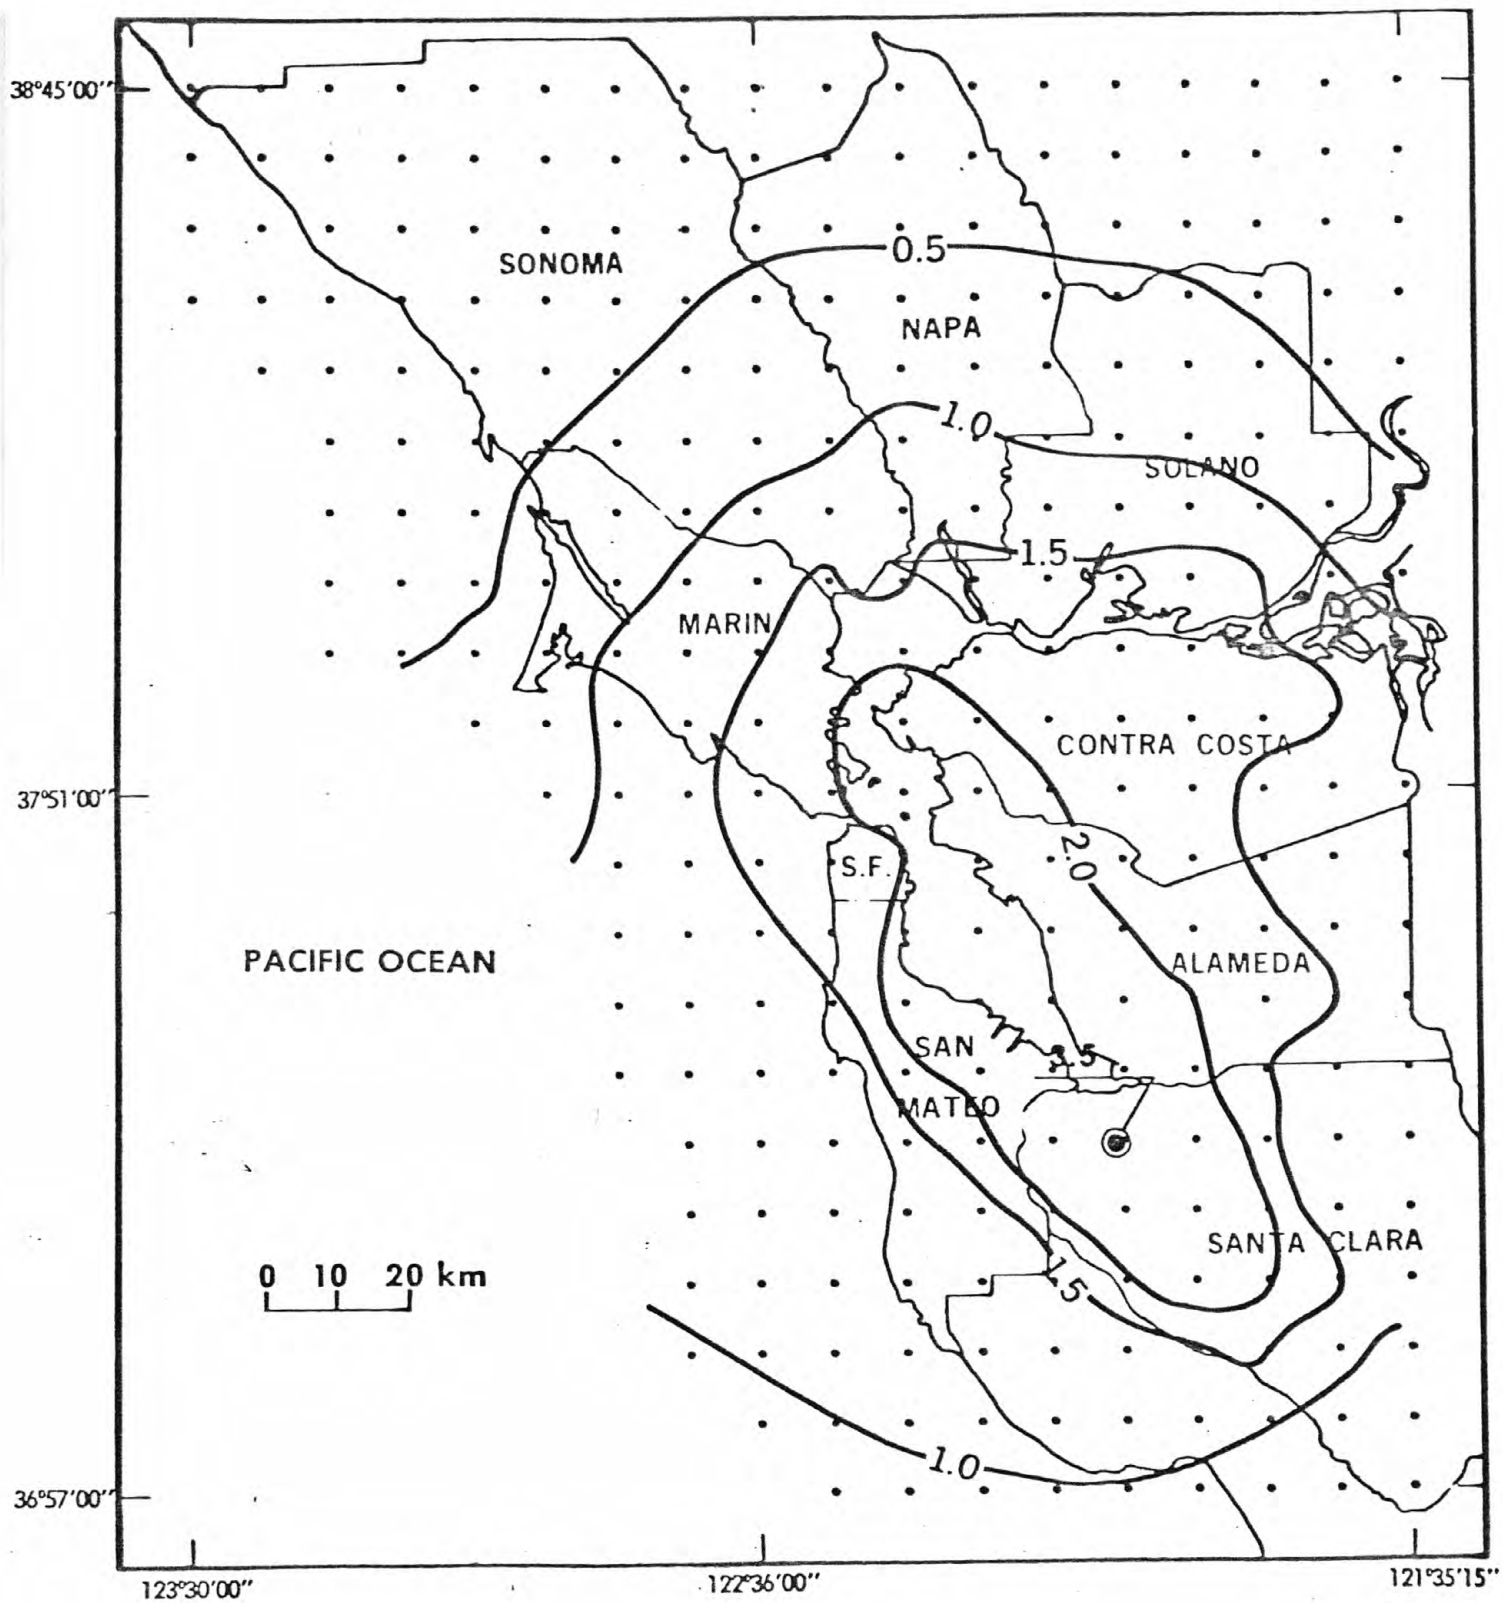 38°45'00"
SONOMA
0.5
NAPA
1.0
SOLANO
1.5
MARIN
CONTRA COSTA
37°51'00"
2.0
S.F.
PACIFIC OCEAN
ALAMEDA
SAN
3.5
MATEO
SANTA CLARA
0 10 20 km
1.5
1.0
36°57'00"
123°30'00" 122°36'00" 121°35'15"